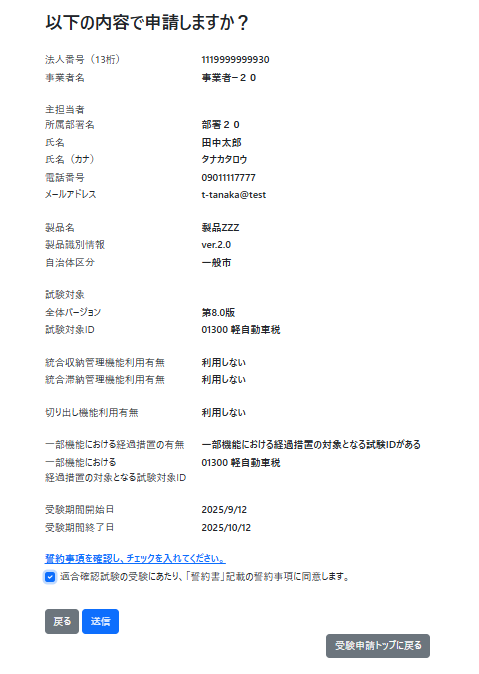 以下の内容で申請しますか？
法人番号（13桁） 1119999999930
事業者名 事業者−２０
主担当者
所属部署名 部署２０
氏名 田中太郎
氏名（カナ） タナカタロウ
電話番号 09011117777
メールアドレス t-tanaka@test
製品名 製品ZZZ
製品識別情報 ver.2.0
自治体区分 一般市
試験対象
全体バージョン 第8.0版
試験対象ID 01300 軽自動車税
統合収納管理機能利用有無 利用しない
統合滞納管理機能利用有無 利用しない
切り出し機能利用有無 利用しない
一部機能における経過措置の有無 一部機能における経過措置の対象となる試験IDがある
一部機能における 01300 軽自動車税
経過措置の対象となる試験対象ID
受験期間開始日 2025/9/12
受験期間終了日 2025/10/12
誓約事項を確認し、チェックを入れてください。
適合確認試験の受験にあたり、「誓約書」記載の誓約事項に同意します。
戻る 送信
受験申請トップに戻る